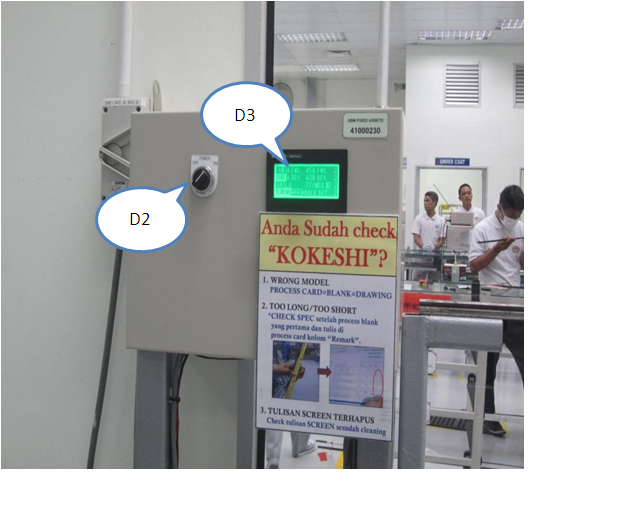 D3
D2
41000230
POWER
UNDER COAT
Anda Sudah check
"KOKESHI"?
1. WRONG MODEL
PROCESS CARD=BLANK=DRAWING
2. TOO LONG/TOO SHORT
*CHECK SPEC setelah process blank
yang pertama dan tulis di
process card kolom "Remark".
3. TULISAN SCREEN TERHAPUS
Check tulisan SCREEN sesudah cleaning